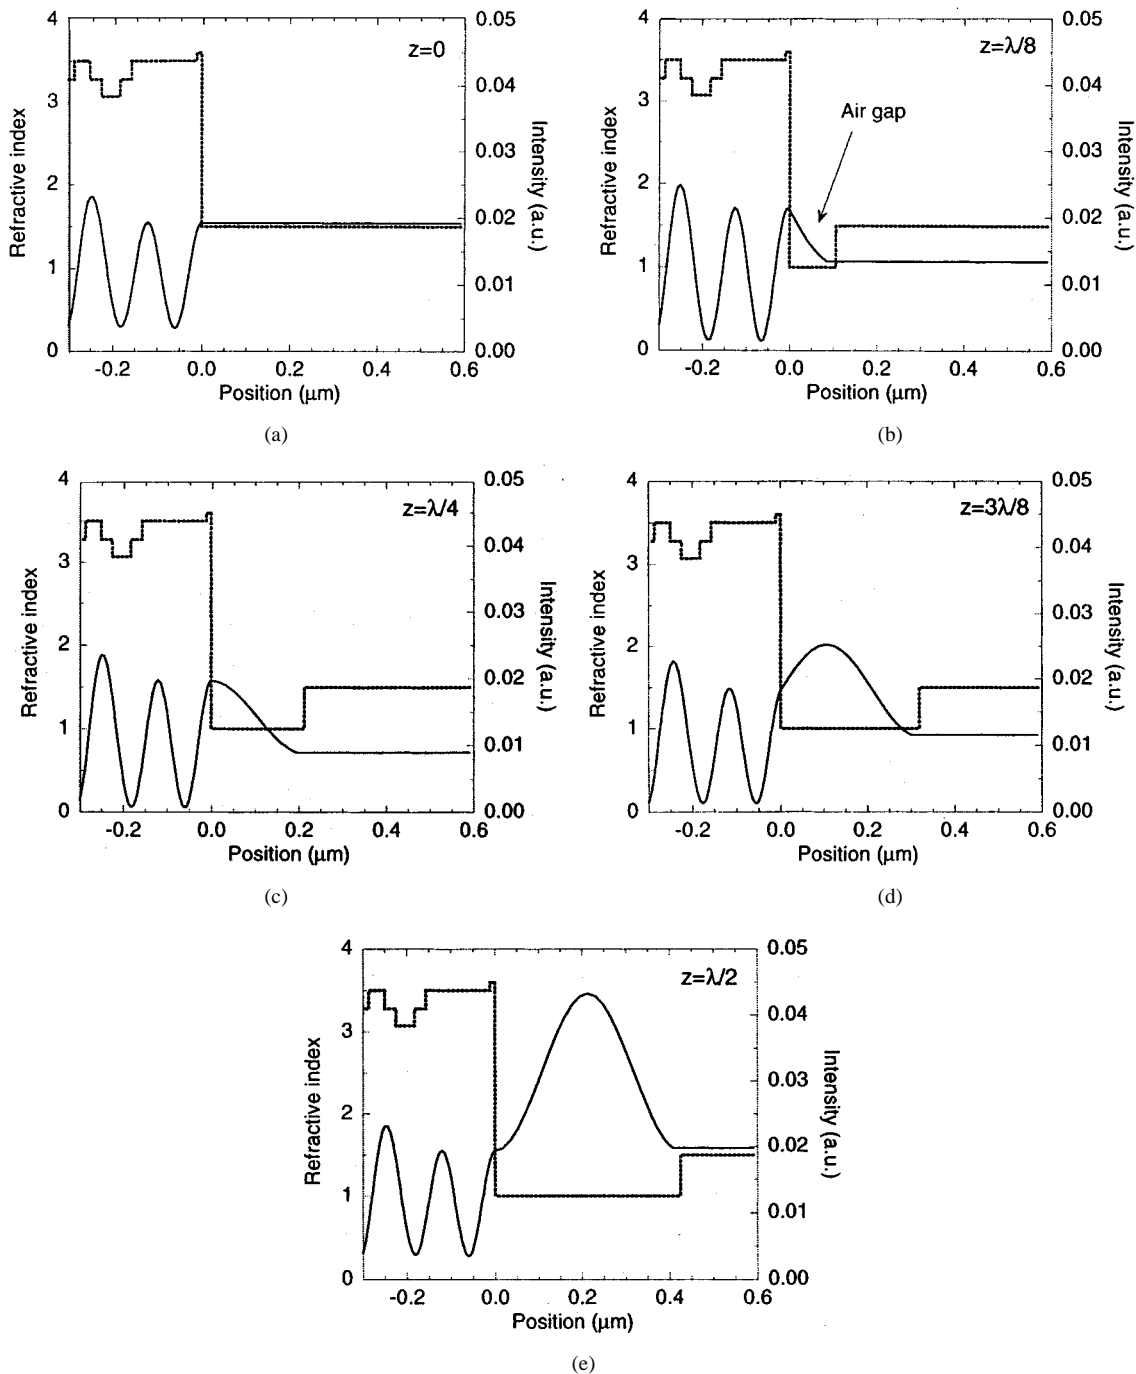 4
3
2
1
0
Refractive index
z=0
0.05
0.04
0.03
0.02
0.01
0.00
Intensity (a.u.)
-0.2 0.0 0.2 0.4 0.6
Position (μm)
(a)
4
3
2
1
0
Refractive index
z=λ/8
Air gap
0.05
0.04
0.03
0.02
0.01
0.00
Intensity (a.u.)
-0.2 0.0 0.2 0.4 0.6
Position (μm)
(b)
4
3
2
1
0
Refractive index
z=λ/4
0.05
0.04
0.03
0.02
0.01
0.00
Intensity (a.u.)
-0.2 0.0 0.2 0.4 0.6
Position (μm)
(c)
4
3
2
1
0
Refractive index
z=3λ/8
0.05
0.04
0.03
0.02
0.01
0.00
Intensity (a.u.)
-0.2 0.0 0.2 0.4 0.6
Position (μm)
(d)
4
3
2
1
0
Refractive index
z=λ/2
0.05
0.04
0.03
0.02
0.01
0.00
Intensity (a.u.)
-0.2 0.0 0.2 0.4 0.6
Position (μm)
(e)